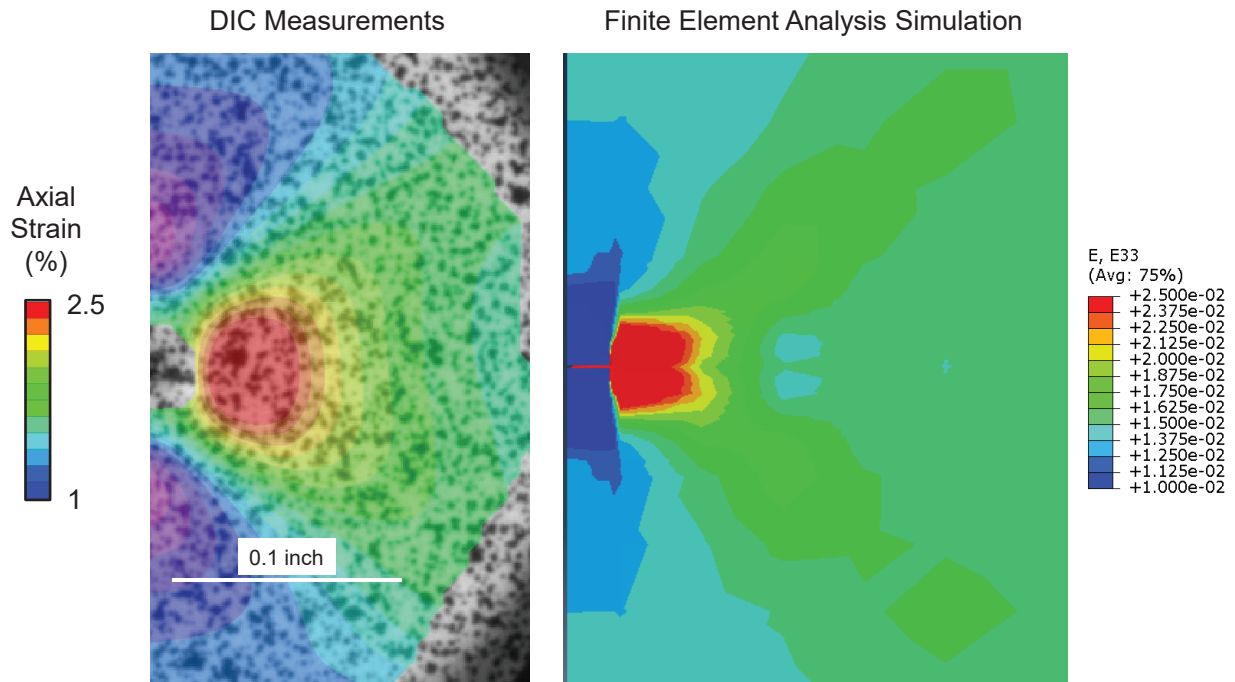 DIC Measurements
Finite Element Analysis Simulation
Axial
Strain
(%)
2.5
1
0.1 inch
E, E33
(Avg: 75%)
+2.500e-02
+2.375e-02
+2.250e-02
+2.125e-02
+2.000e-02
+1.875e-02
+1.750e-02
+1.625e-02
+1.500e-02
+1.375e-02
+1.250e-02
+1.125e-02
+1.000e-02